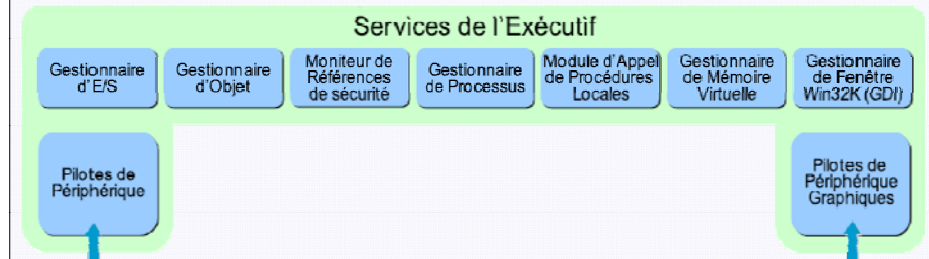 Services de l'Exécutif
Gestionnaire
d'E/S
Gestionnaire
d'Objet
Moniteur de
Références
de sécurité
Gestionnaire
de Processus
Module d'Appel
de Procédures
Locales
Gestionnaire
de Mémoire
Virtuelle
Gestionnaire
de Fenêtre
Win32K (GDI)
Pilotes de
Périphérique
Pilotes de
Périphérique
Graphiques